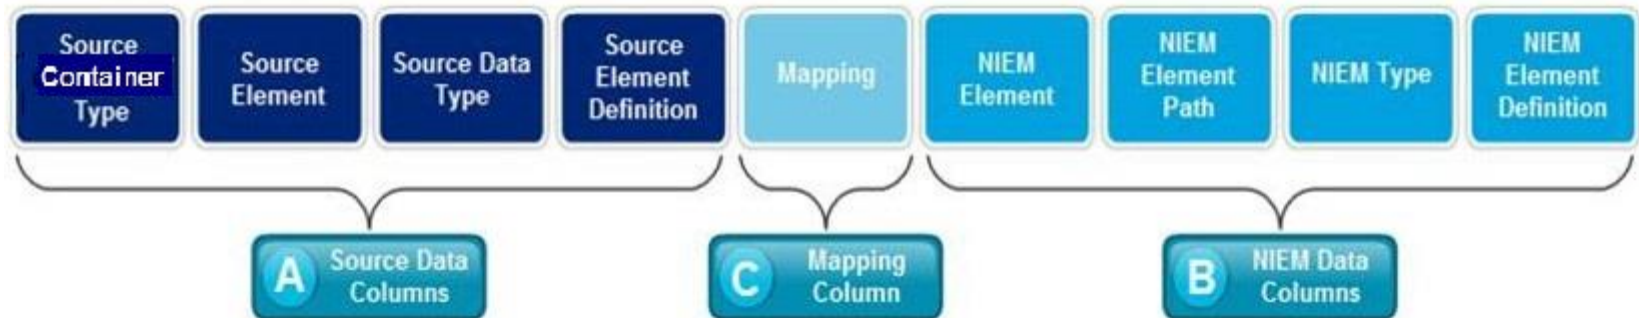 Source
Container
Type
Source
Element
Source Data
Type
Source
Element
Definition
Mapping
NIEM
Element
NIEM
Element
Path
NIEM Type
NIEM
Element
Definition
A
Source Data
Columns
C
Mapping
Column
B
NIEM Data
Columns